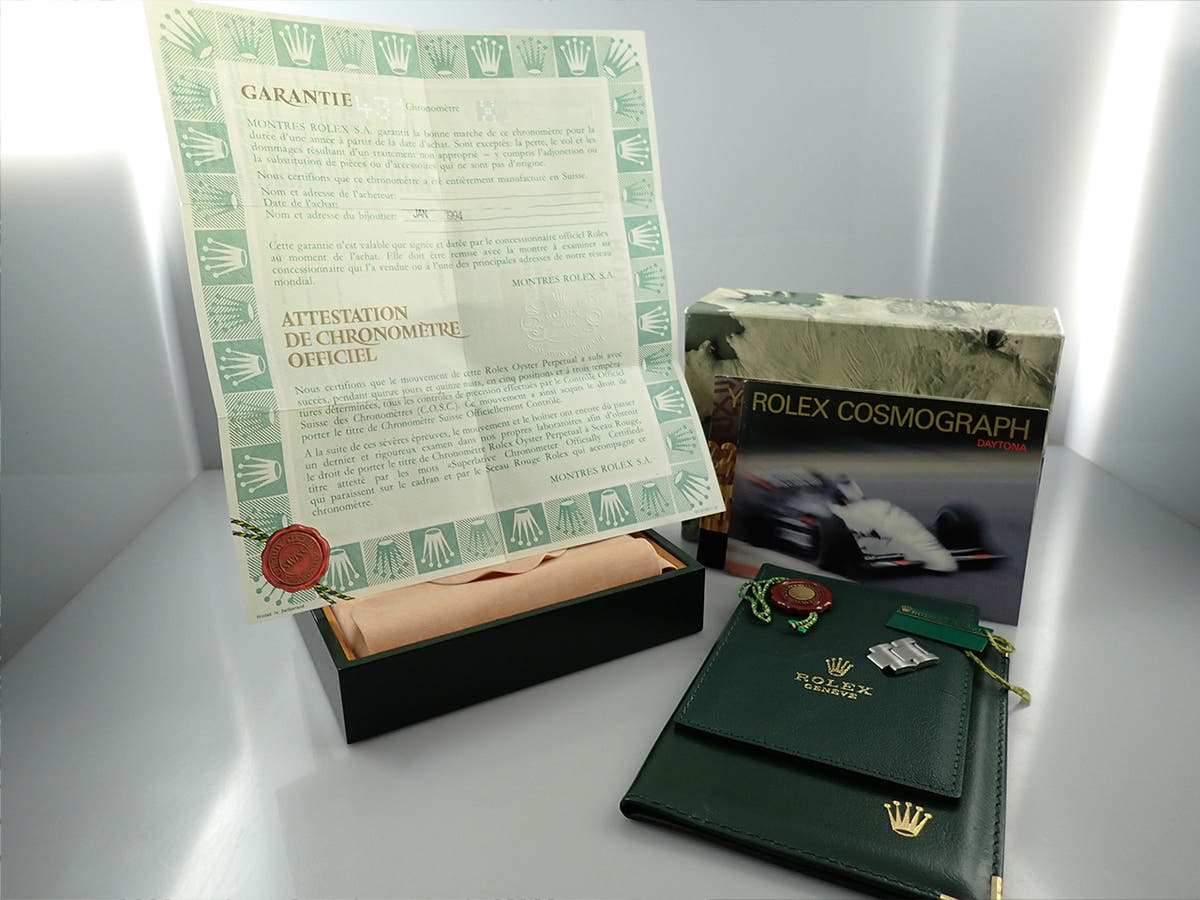 GARANTIE
Chronomètre
MONTRES ROLEX S.A. garantit la bonne marche de ce chronomètre pour la
durée d'une année à partir de la date d'achat. Sont exceptés: la perte, le vol et les
dommages résultant d'un traitement non approprié – y compris l'adjonction ou
la substitution de pièces ou d'accessoires qui ne sont pas d'origine.
Nous certifions que ce chronomètre a été entièrement manufacturé en Suisse.
Nom et adresse de l'acheteur:
Date de l'achat:
Nom et adresse du bijoutier: JAN 1994
Cette garantie n'est valable que signée et datée par le concessionnaire officiel Rolex
au moment de l'achat. Elle doit être remise avec la montre à examiner au
concessionnaire qui l'a vendue ou à l'une des principales adresses de notre réseau
mondial.
MONTRES ROLEX S.A.
ROLEX
ATTESTATION
DE CHRONOMÈTRE
OFFICIEL
Nous certifions que le mouvement de cette Rolex Oyster Perpetual a subi avec
succès, pendant quinze jours et quinze nuits, en cinq positions et à trois tempéra-
tures déterminées, tous les contrôles de précision effectués par le Contrôle Officiel
Suisse des Chronomètres (C.O.S.C.). Ce mouvement a ainsi acquis le droit de
porter le titre de Chronomètre Suisse Officiellement Contrôlé.
A la suite de ces sévères épreuves, le mouvement et le boîtier ont encore dû passer
un dernier et rigoureux examen dans nos propres laboratoires afin d'obtenir
le droit de porter le titre de Chronomètre Rolex Oyster Perpetual à Sceau Rouge,
titre attesté par les mots «Superlative Chronometer Officially Certified»
qui paraissent sur le cadran et par le Sceau Rouge Rolex qui accompagne ce
chronomètre.
MONTRES ROLEX S.A.
Printed in Switzerland
Y
ROLEX COSMOGRAPH
DAYTONA
ROLEX
GENÈVE